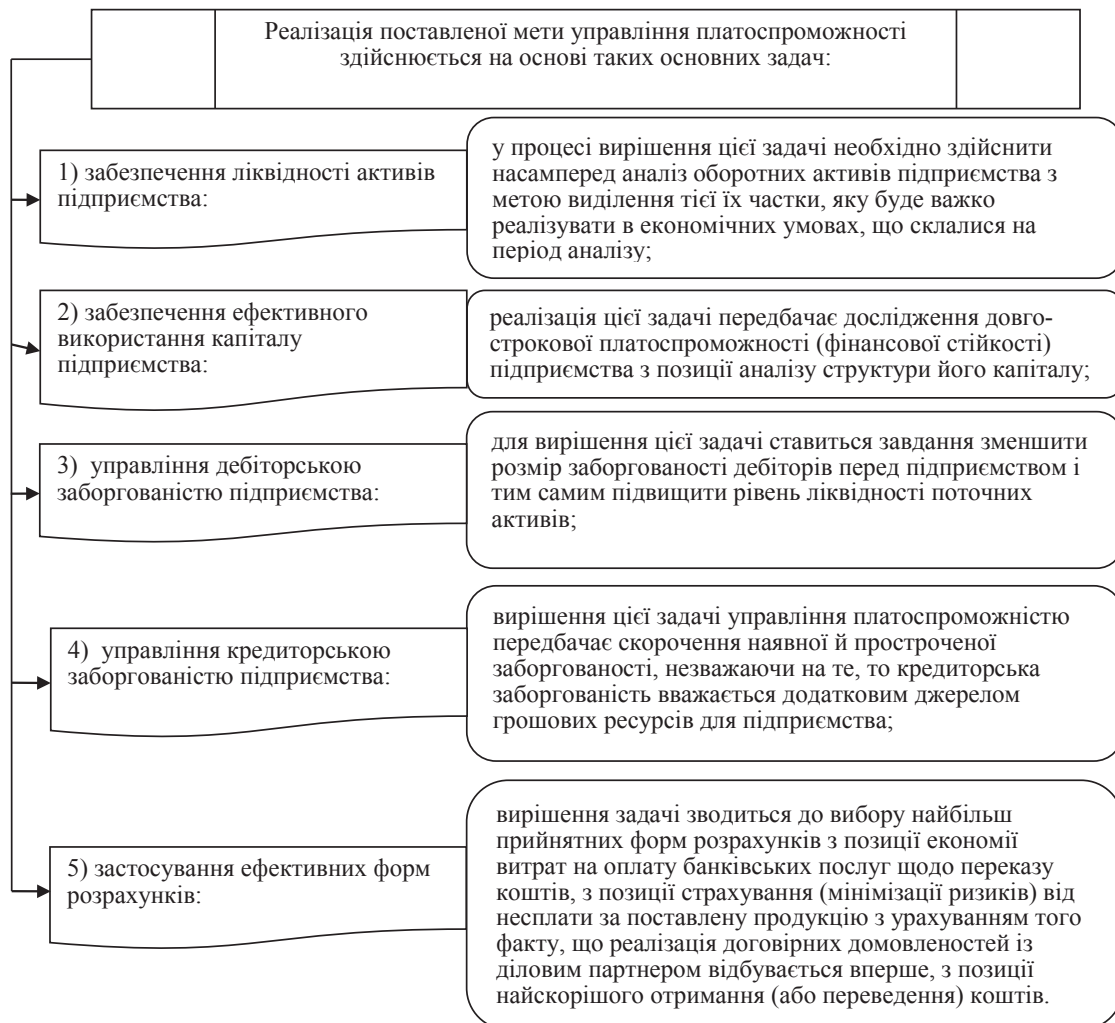 Реалізація поставленої мети управління платоспроможності
здійснюється на основі таких основних задач:
1) забезпечення ліквідності активів
підприємства:
у процесі вирішення цієї задачі необхідно здійснити
насамперед аналіз оборотних активів підприємства з
метою виділення тієї їх частки, яку буде важко
реалізувати в економічних умовах, що склалися на
період аналізу;
2) забезпечення ефективного
використання капіталу
підприємства:
реалізація цієї задачі передбачає дослідження довго-
строкової платоспроможності (фінансової стійкості)
підприємства з позиції аналізу структури його капіталу;
3) управління дебіторською
заборгованістю підприємства:
для вирішення цієї задачі ставиться завдання зменшити
розмір заборгованості дебіторів перед підприємством і
тим самим підвищити рівень ліквідності поточних
активів;
4) управління кредиторською
заборгованістю підприємства:
вирішення цієї задачі управління платоспроможністю
передбачає скорочення наявної й простроченої
заборгованості, незважаючи на те, то кредиторська
заборгованість вважається додатковим джерелом
грошових ресурсів для підприємства;
5) застосування ефективних форм
розрахунків:
вирішення задачі зводиться до вибору найбільш
прийнятних форм розрахунків з позиції економії
витрат на оплату банківських послуг щодо переказу
коштів, з позиції страхування (мінімізації ризиків) від
несплати за поставлену продукцію з урахуванням того
факту, що реалізація договірних домовленостей із
діловим партнером відбувається вперше, з позиції
найскорішого отримання (або переведення) коштів.